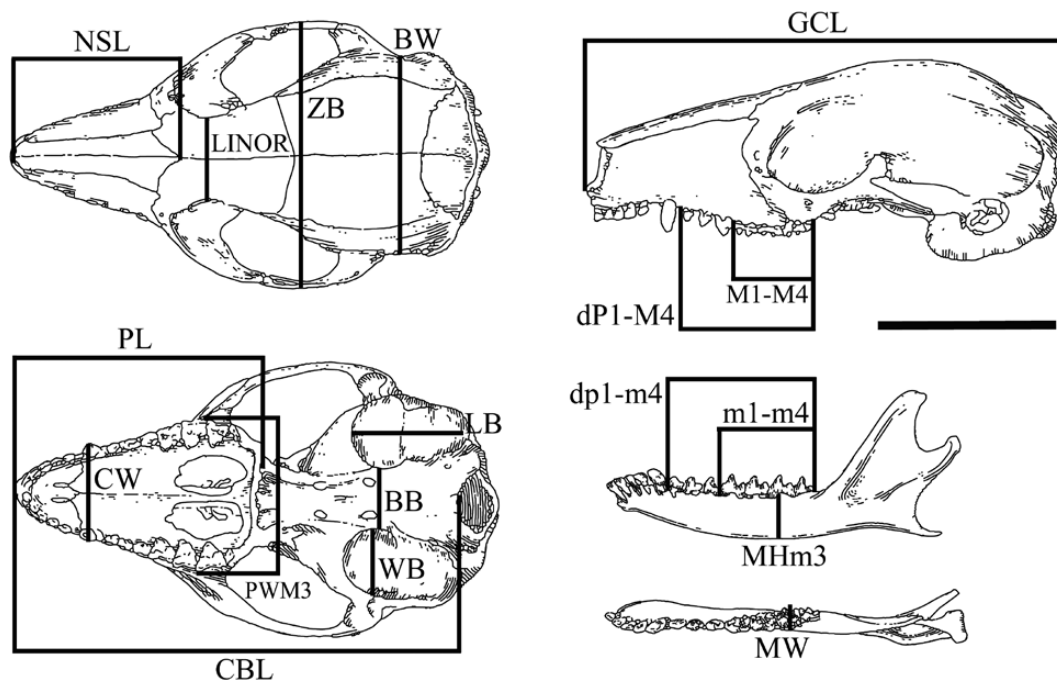 NSL
BW
ZB
LINOR
GCL
M1-M4
dP1-M4
PL
CW
LB
BB
WB
PWM3
CBL
dp1-m4
m1-m4
MHm3
MW